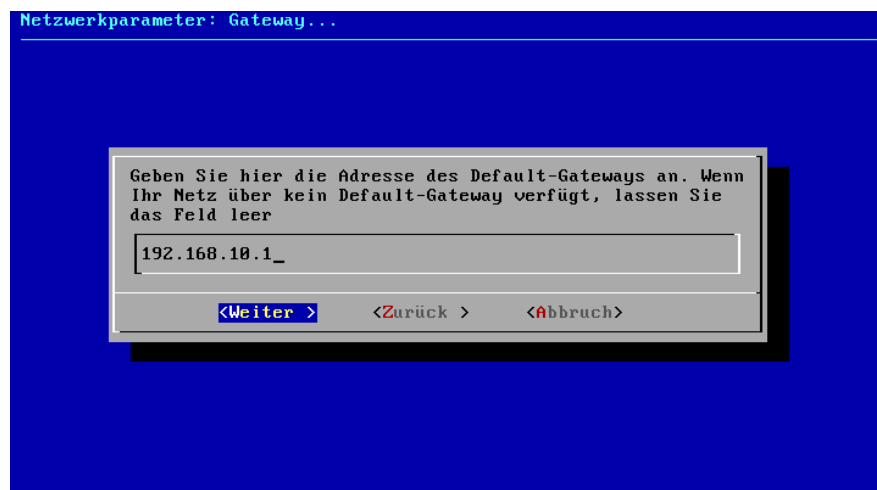 Netzwerkparameter: Gateway...
Geben Sie hier die Adresse des Default-Gateways an. Wenn
Ihr Netz über kein Default-Gateway verfügt, lassen Sie
das Feld leer
192.168.10.1_
<Weiter > <Zurück > <Abbruch>